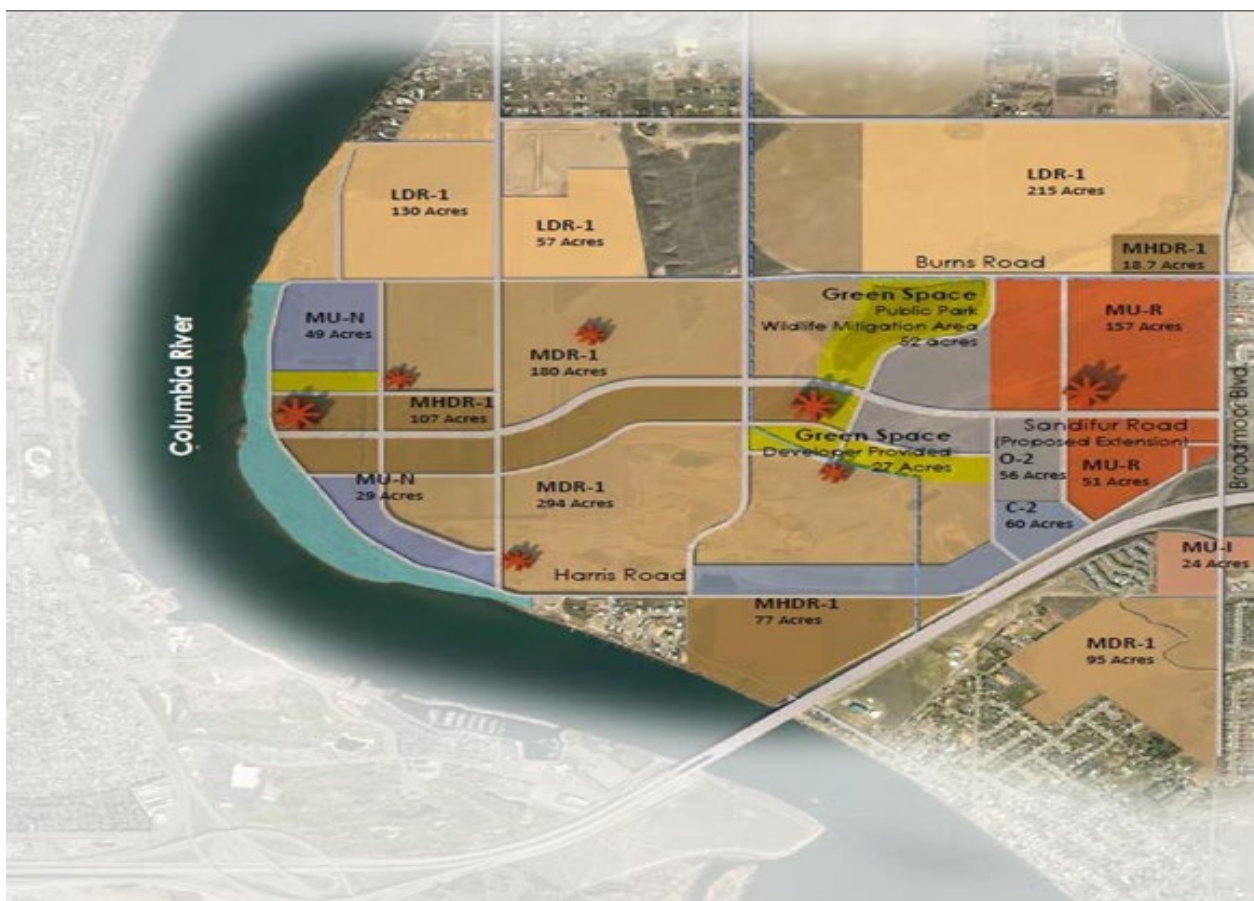 LDR-1
130 Acres
LDR-1
57 Acres
LDR-1
215 Acres
MHDR-1
18.7 Acres
Burns Road
Columbia River
MU-N
49 Acres
Green Space
Public Park
Wildlife Mitigation Area
52 acres
MU-R
157 Acres
MDR-1
180 Acres
MHDR-1
107 Acres
Sandifur Road
(Proposed Extension)
Green Space
Developer Provided
27 Acres
O-2
56 Acres
MU-R
51 Acres
Broadmoor Blvd.
MU-N
29 Acres
MDR-1
294 Acres
C-2
60 Acres
MU-I
24 Acres
Harris Road
MHDR-1
77 Acres
MDR-1
95 Acres